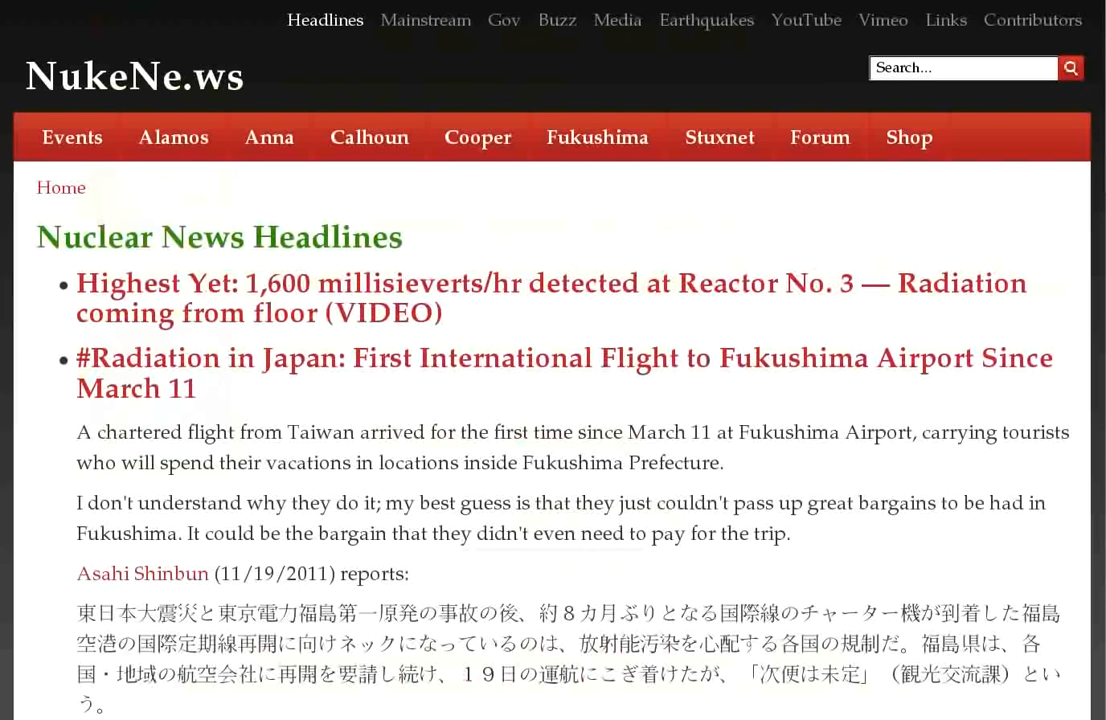 Headlines Mainstream Gov Buzz Media Earthquakes YouTube Vimeo Links Contributors
NukeNe.ws
Search...
Events Alamos Anna Calhoun Cooper Fukushima Stuxnet Forum Shop
Home
Nuclear News Headlines
• Highest Yet: 1,600 millisieverts/hr detected at Reactor No. 3 — Radiation
coming from floor (VIDEO)
• #Radiation in Japan: First International Flight to Fukushima Airport Since
March 11
A chartered flight from Taiwan arrived for the first time since March 11 at Fukushima Airport, carrying tourists
who will spend their vacations in locations inside Fukushima Prefecture.
I don't understand why they do it; my best guess is that they just couldn't pass up great bargains to be had in
Fukushima. It could be the bargain that they didn't even need to pay for the trip.
Asahi Shinbun (11/19/2011) reports:
東日本大震災と東京電力福島第一原発の事故の後、約８カ月ぶりとなる国際線のチャーター機が到着した福島
空港の国際定期線再開に向けネックになっているのは、放射能汚染を心配する各国の規制だ。福島県は、各
国・地域の航空会社に再開を要請し続け、１９日の運航にこぎ着けたが、「次便は未定」（観光交流課）とい
う。